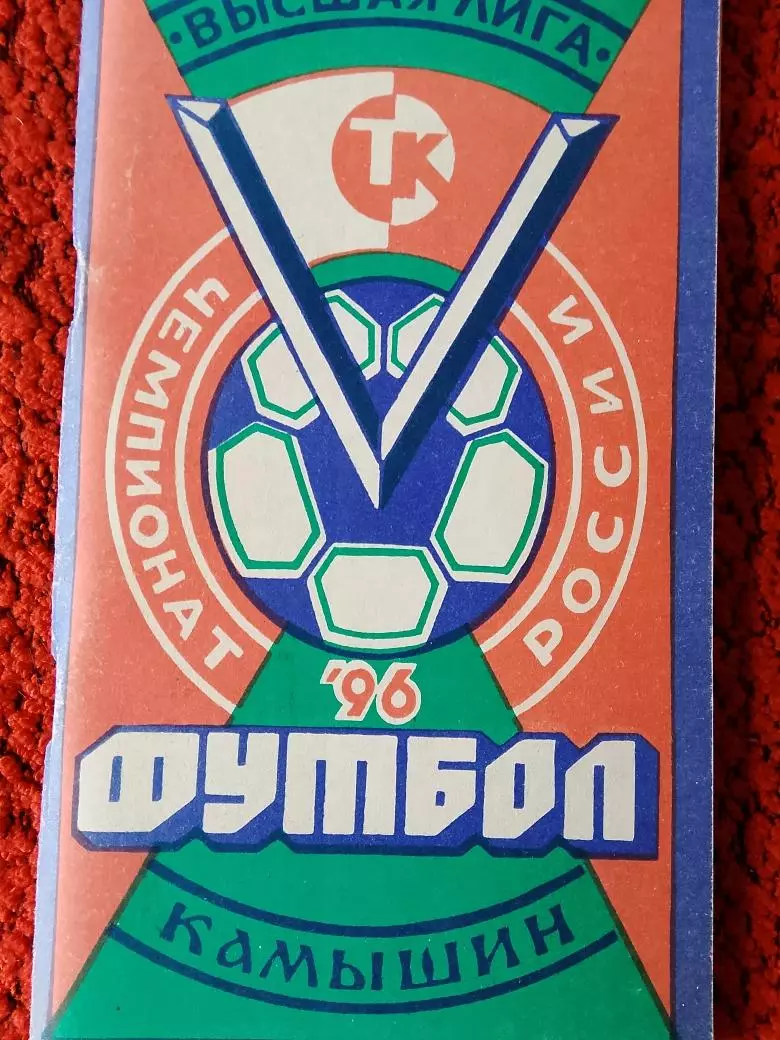 ·ВЫСШАЯ ЛИГА·
ТК
ЧЕМПИОНАТ РОССИИ
'96
ФУТБОЛ
КАМЫШИН